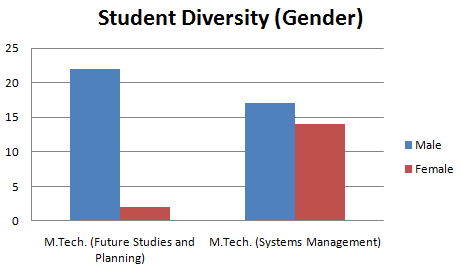 Student Diversity (Gender)
25
20
15
10
5
0
M.Tech. (Future Studies and
Planning)
M.Tech. (Systems Management)
Male
Female